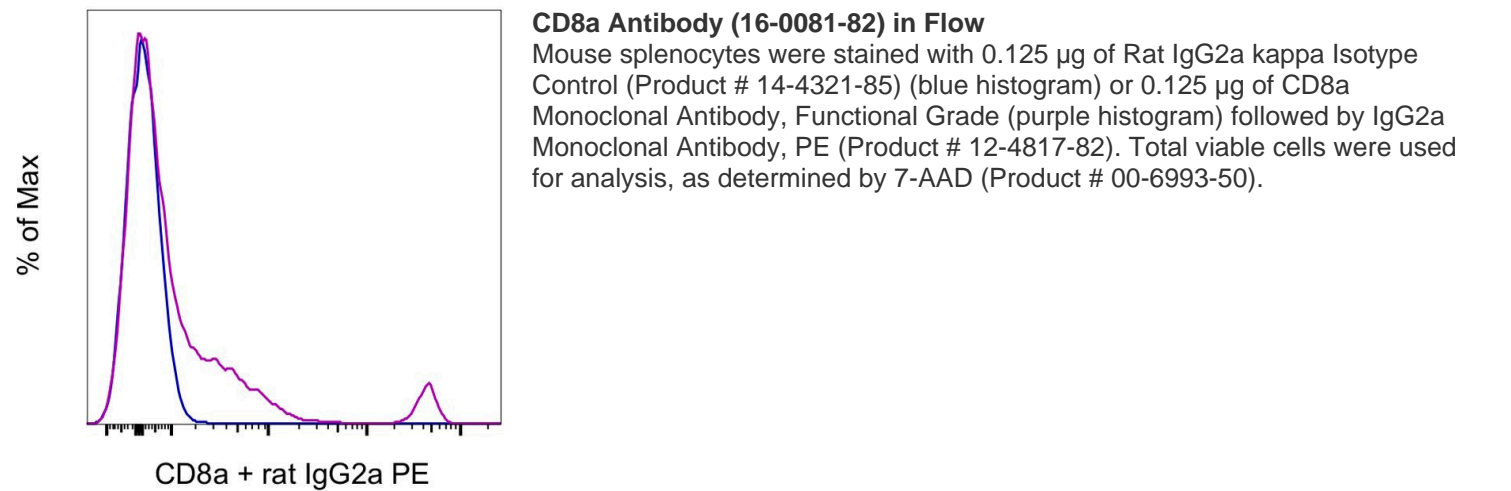 CD8a Antibody (16-0081-82) in Flow
Mouse splenocytes were stained with 0.125 µg of Rat IgG2a kappa Isotype
Control (Product # 14-4321-85) (blue histogram) or 0.125 µg of CD8a
Monoclonal Antibody, Functional Grade (purple histogram) followed by IgG2a
Monoclonal Antibody, PE (Product # 12-4817-82). Total viable cells were used
for analysis, as determined by 7-AAD (Product # 00-6993-50).
% of Max
CD8a + rat IgG2a PE